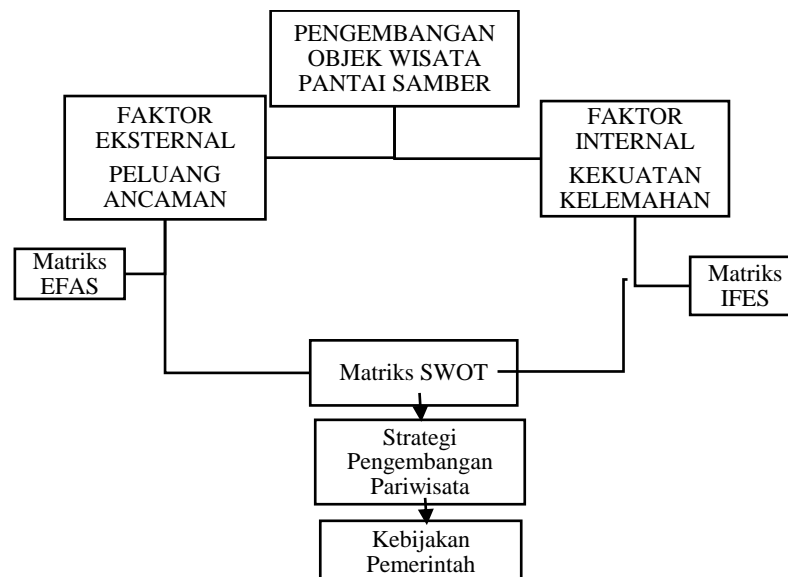 PENGEMBANGAN
OBJEK WISATA
PANTAI SAMBER
FAKTOR
EKSTERNAL
PELUANG
ANCAMAN
FAKTOR
INTERNAL
KEKUATAN
KELEMAHAN
Matriks
EFAS
Matriks
IFES
Matriks SWOT
Strategi
Pengembangan
Pariwisata
Kebijakan
Pemerintah